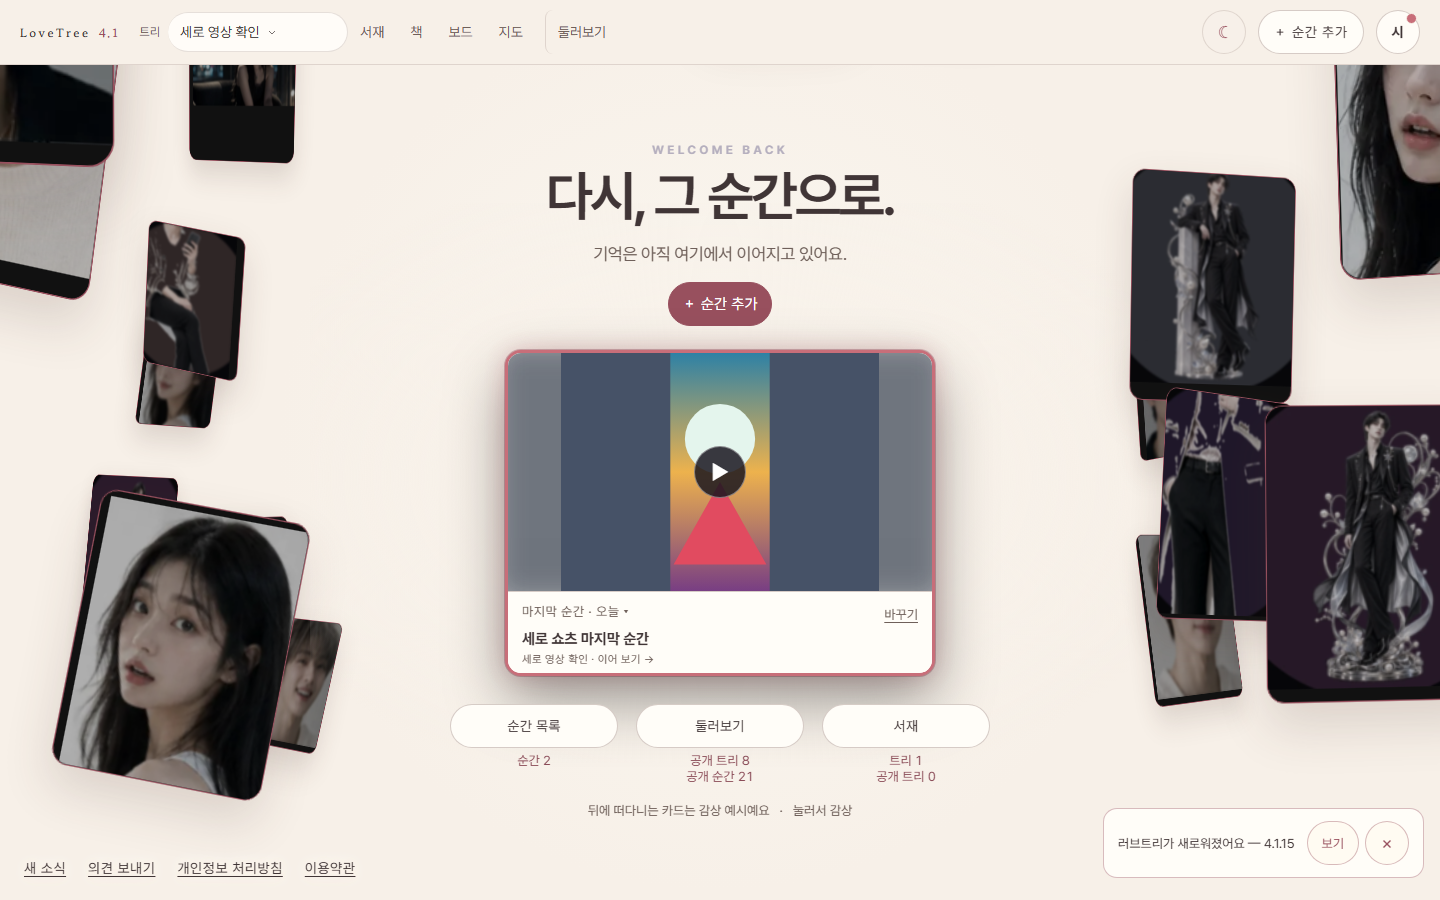 LoveTree 4.1
트리
세로 영상 확인
서재
책
보드
지도
둘러보기
+ 순간 추가
시
WELCOME BACK
다시, 그 순간으로.
기억은 아직 여기에서 이어지고 있어요.
+ 순간 추가
마지막 순간 · 오늘
바꾸기
세로 쇼츠 마지막 순간
세로 영상 확인 · 이어 보기 →
순간 목록
둘러보기
서재
순간 2
공개 트리 8
공개 순간 21
트리 1
공개 트리 0
뒤에 떠다니는 카드는 감상 예시예요 · 눌러서 감상
러브트리가 새로워졌어요 — 4.1.15
보기
×
새 소식
의견 보내기
개인정보 처리방침
이용약관